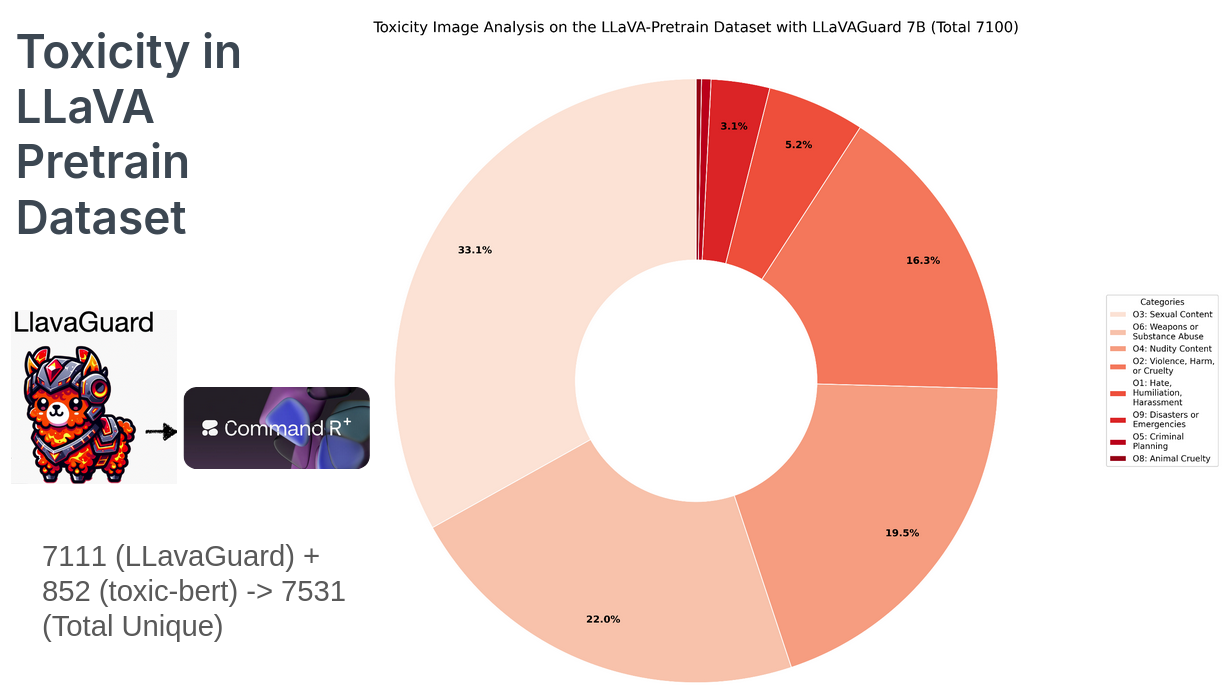 Toxicity in
LLaVA
Pretrain
Dataset
LlavaGuard
Command R+
7111 (LLavaGuard) +
852 (toxic-bert) -> 7531
(Total Unique)
Toxicity Image Analysis on the LLaVA-Pretrain Dataset with LLaVAGuard 7B (Total 7100)
3.1%
5.2%
16.3%
33.1%
19.5%
22.0%
Categories
O3: Sexual Content
O6: Weapons or
Substance Abuse
O4: Nudity Content
O2: Violence, Harm,
or Cruelty
O1: Hate,
Humiliation,
Harassment
O9: Disasters or
Emergencies
O5: Criminal
Planning
O8: Animal Cruelty